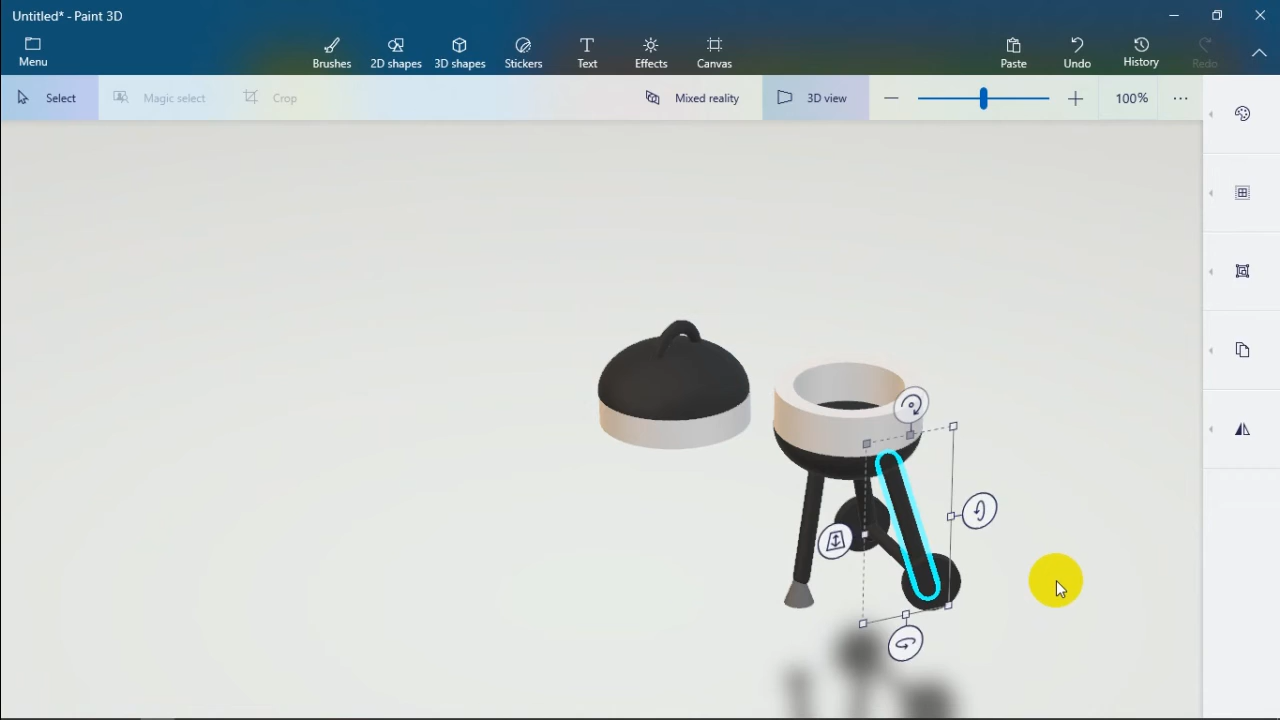 Untitled* - Paint 3D
Menu
Brushes
2D shapes
3D shapes
Stickers
Text
Effects
Canvas
Paste
Undo
History
Redo
Select
Magic select
Crop
Mixed reality
3D view
100%